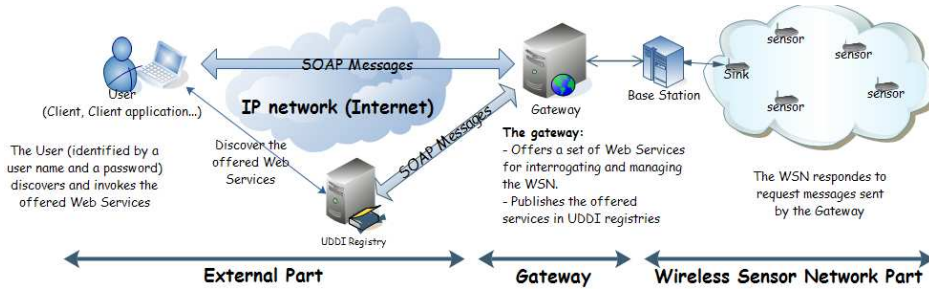 sensor
sensor
SOAP Messages
Sink
User
(Client, Client application...)
IP network (Internet)
Gateway
Base Station
sensor
sensor
The User (identified by a
user name and a password)
discovers and invokes the
offered Web Services
Discover the
offered Web
Services
SOAP Messages
The gateway:
- Offers a set of Web Services
for interrogating and managing
the WSN.
- Publishes the offered
services in UDDI registries
The WSN respondes to
request messages sent
by the Gateway
UDDI Registry
External Part
Gateway
Wireless Sensor Network Part